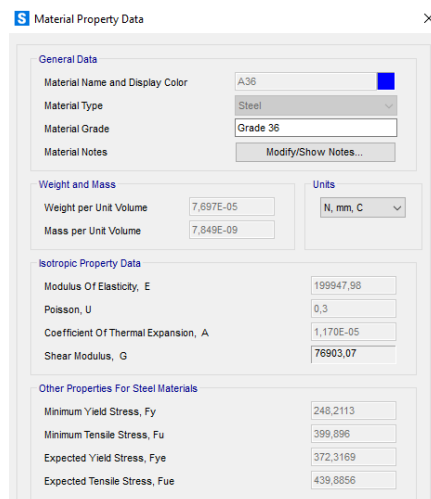 S Material Property Data X
General Data
Material Name and Display Color A36
Material Type Steel
Material Grade Grade 36
Material Notes Modify/Show Notes...
Weight and Mass Units
Weight per Unit Volume 7,697E-05 N, mm, C
Mass per Unit Volume 7,849E-09
Isotropic Property Data
Modulus Of Elasticity, E 199947,98
Poisson, U 0,3
Coefficient Of Thermal Expansion, A 1,170E-05
Shear Modulus, G 76903,07
Other Properties For Steel Materials
Minimum Yield Stress, Fy 248,2113
Minimum Tensile Stress, Fu 399,896
Expected Yield Stress, Fye 372,3169
Expected Tensile Stress, Fue 439,8856